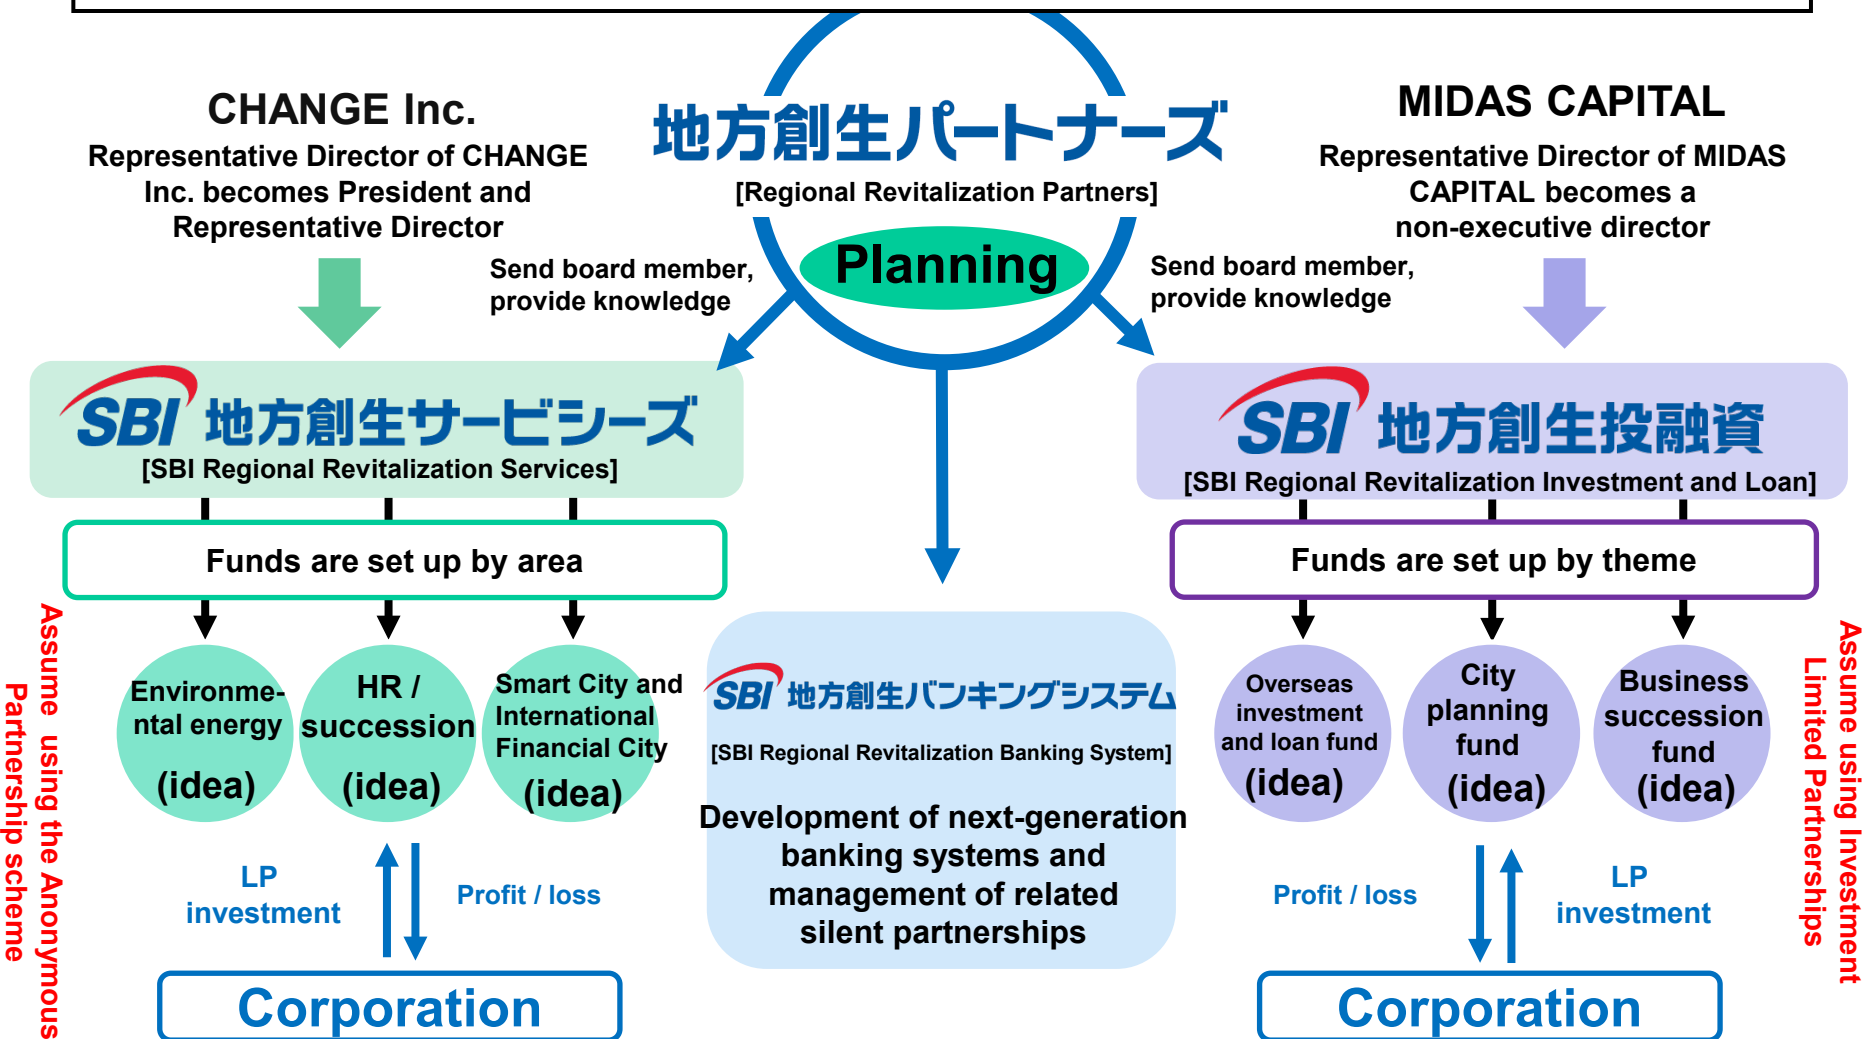 CHANGE Inc.
Representative Director of CHANGE
Inc. becomes President and
Representative Director
地方創生パートナーズ
[Regional Revitalization Partners]
Planning
MIDAS CAPITAL
Representative Director of MIDAS
CAPITAL becomes a
non-executive director
Send board member,
provide knowledge
Send board member,
provide knowledge
SBI 地方創生サービシーズ
[SBI Regional Revitalization Services]
SBI 地方創生投融資
[SBI Regional Revitalization Investment and Loan]
Funds are set up by area
Funds are set up by theme
Assume using the Anonymous
Partnership scheme
Environme-
ntal energy
(idea)
HR /
succession
(idea)
Smart City and
International
Financial City
(idea)
SBI 地方創生バンキングシステム
[SBI Regional Revitalization Banking System]
Development of next-generation
banking systems and
management of related
silent partnerships
Overseas
investment
and loan fund
(idea)
City
planning
fund
(idea)
Business
succession
fund
(idea)
Assume using Investment
Limited Partnerships
LP
investment
Profit / loss
Profit / loss
LP
investment
Corporation
Corporation